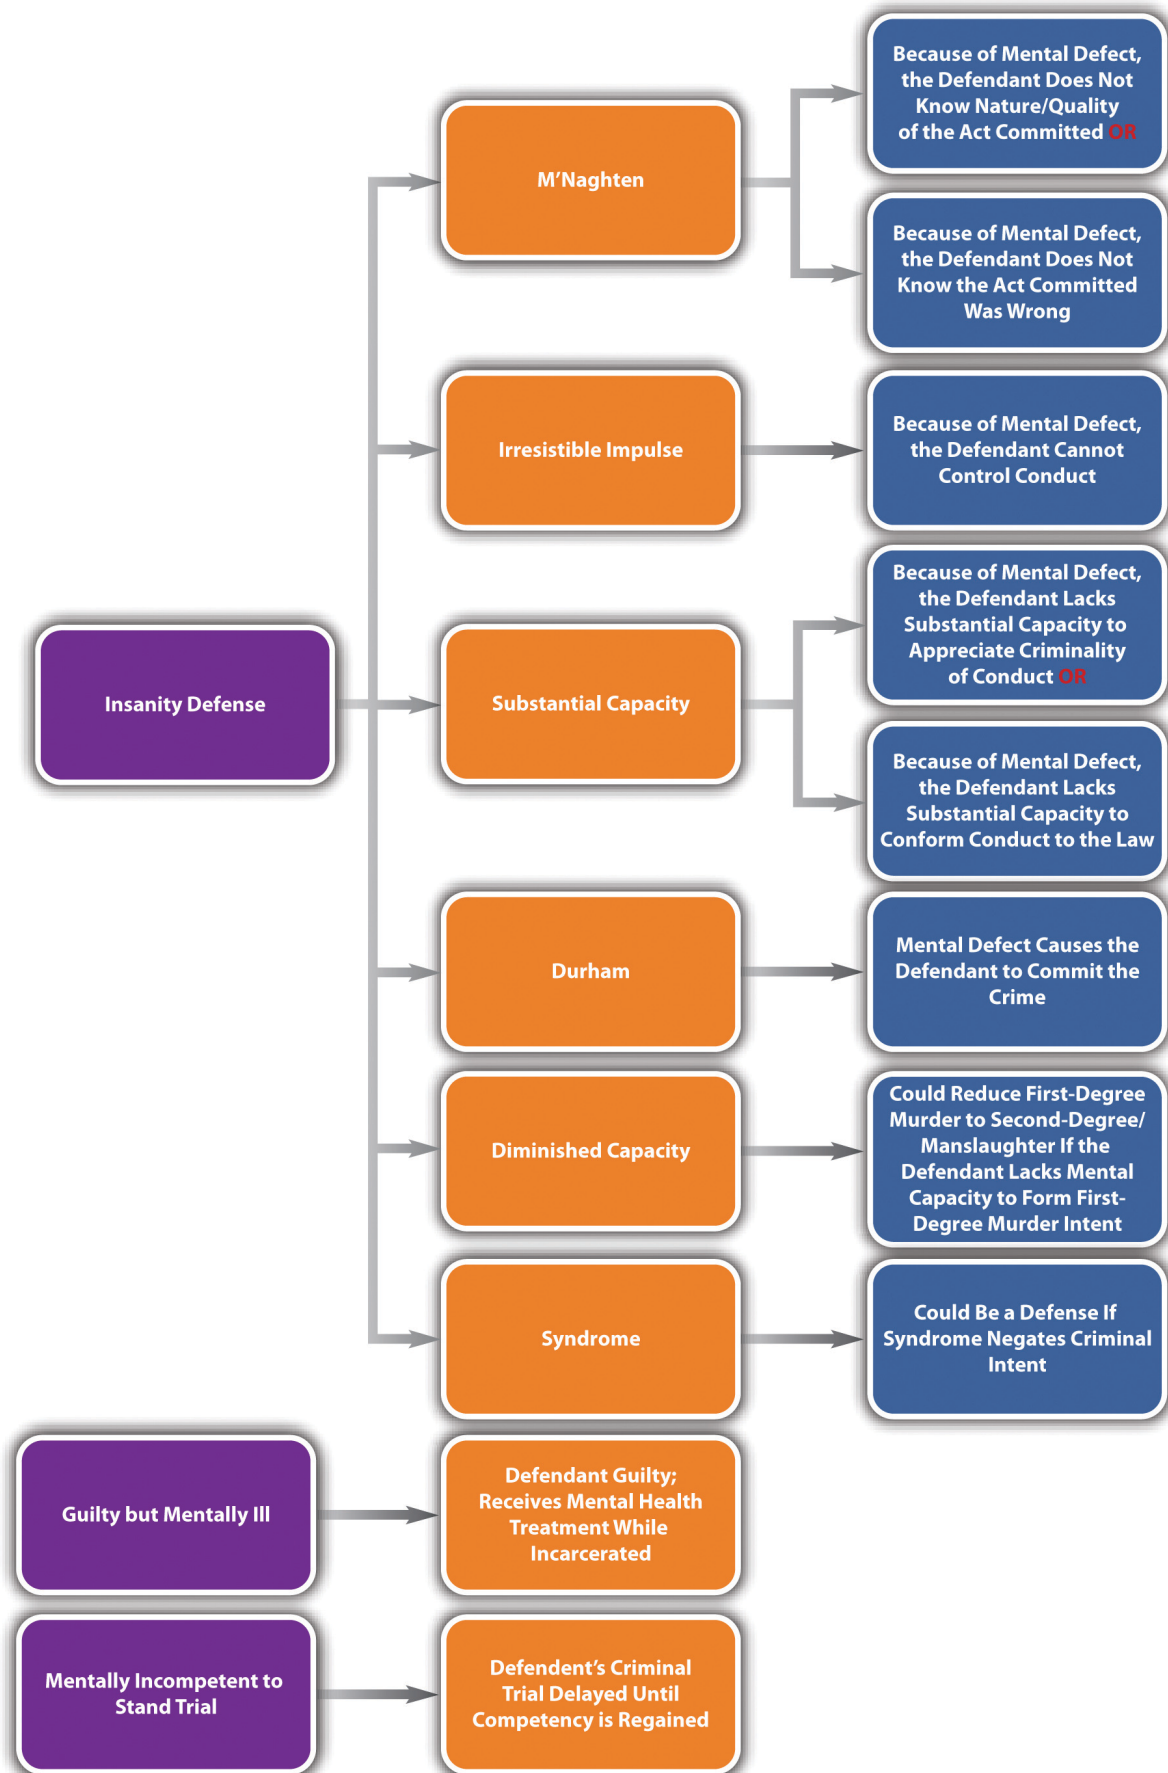 Insanity Defense
M'Naghten
Because of Mental Defect,
the Defendant Does Not
Know Nature/Quality
of the Act Committed OR
Because of Mental Defect,
the Defendant Does Not
Know the Act Committed
Was Wrong
Irresistible Impulse
Because of Mental Defect,
the Defendant Cannot
Control Conduct
Substantial Capacity
Because of Mental Defect,
the Defendant Lacks
Substantial Capacity to
Appreciate Criminality
of Conduct OR
Because of Mental Defect,
the Defendant Lacks
Substantial Capacity to
Conform Conduct to the Law
Durham
Mental Defect Causes the
Defendant to Commit the
Crime
Diminished Capacity
Could Reduce First-Degree
Murder to Second-Degree/
Manslaughter If the
Defendant Lacks Mental
Capacity to Form First-
Degree Murder Intent
Syndrome
Could Be a Defense If
Syndrome Negates Criminal
Intent
Guilty but Mentally Ill
Defendant Guilty;
Receives Mental Health
Treatment While
Incarcerated
Mentally Incompetent to
Stand Trial
Defendent's Criminal
Trial Delayed Until
Competency is Regained